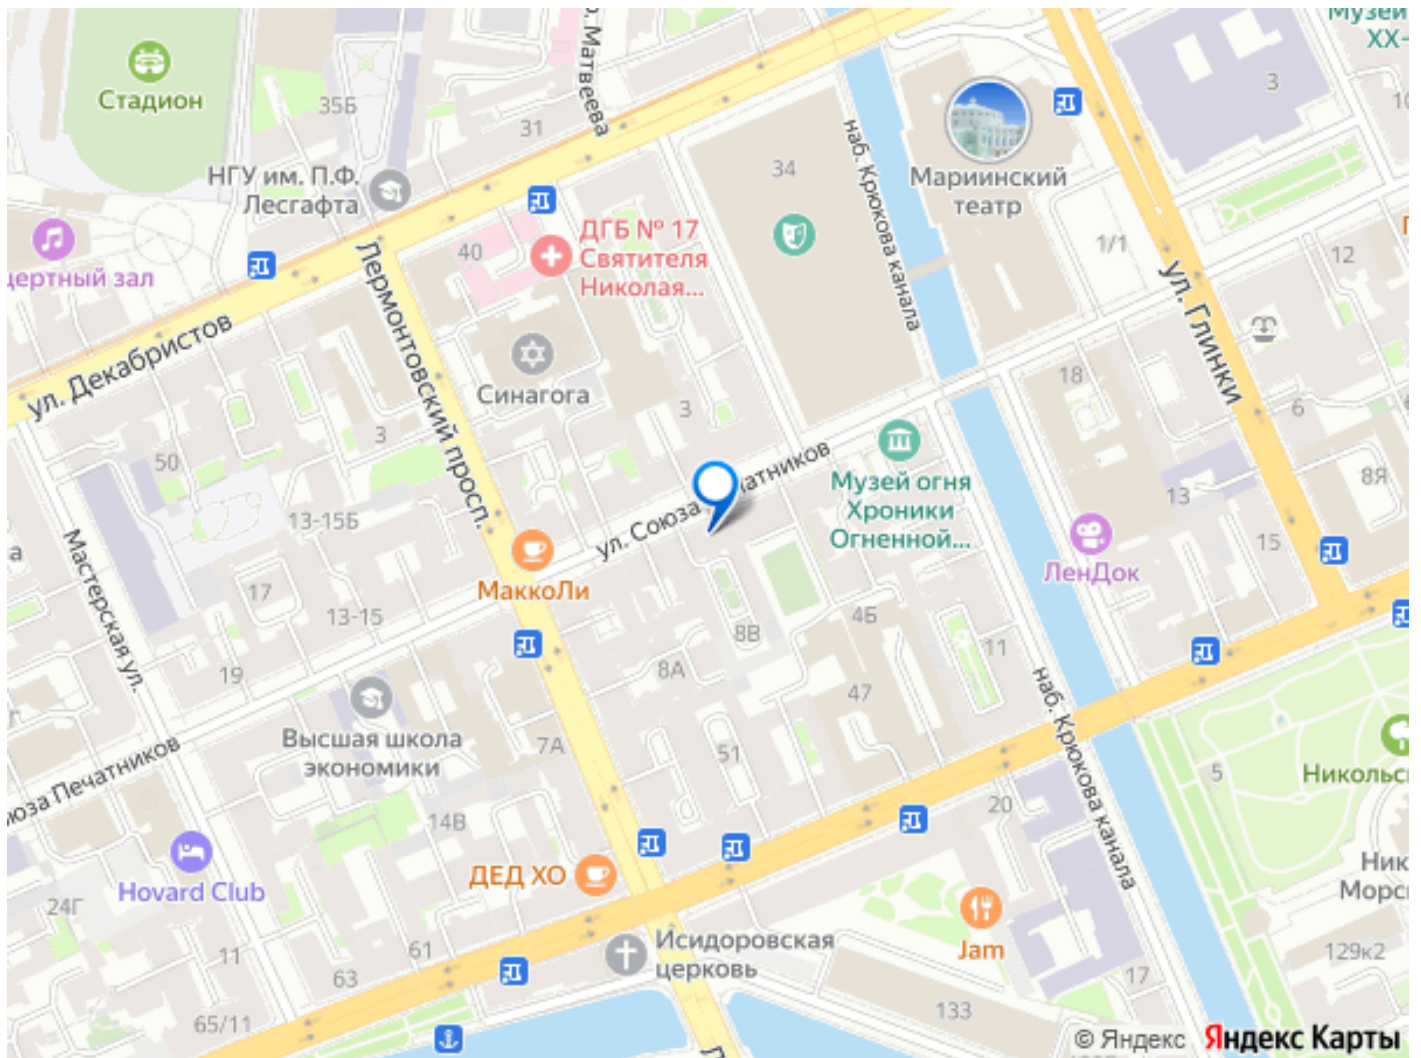 Стадион
35Б
31
НГУ им. П.Ф.
Лесгафта
Матвеева
34
наб. Крюкова канала
Мариинский
театр
Музей
XX-
3
10
1/1
12
цертный зал
40
ДГБ № 17
Святителя
Николая...
Лермонтовский просп.
ул. Декабристов
Синагога
3
3
50
ул. Глинки
18
6
8Я
13
15
Музей огня
Хроники
Огненной...
ул. Союза
чатников
13-15Б
МаккоЛи
ЛенДок
17
13-15
Мастерская ул.
19
8В
4Б
11
8А
47
Высшая школа
экономики
7А
51
наб. Крюкова канала
5
Никольс
юза Печатников
14В
20
Hovard Club
ДЕД ХО
24Г
11
61
63
65/11
Исидоровская
церковь
Jam
17
133
Ник
Морс
129к2
© Яндекс
Яндекс Карты